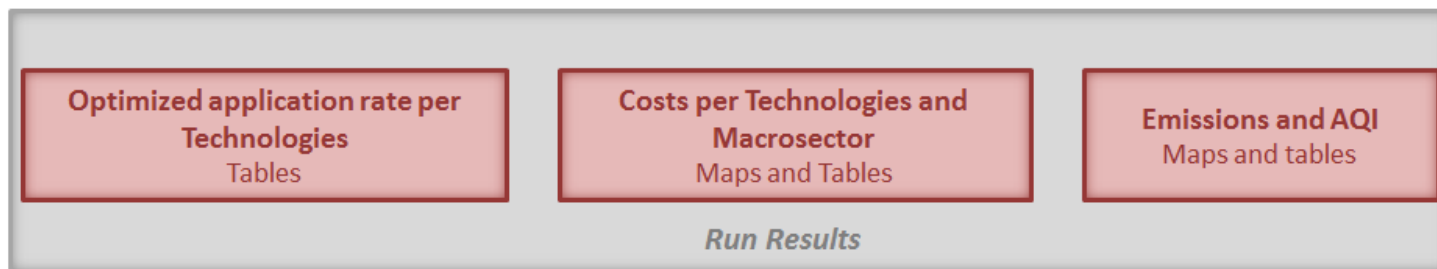 Optimized application rate per
Technologies
Tables
Costs per Technologies and
Macrosector
Maps and Tables
Emissions and AQI
Maps and tables
Run Results